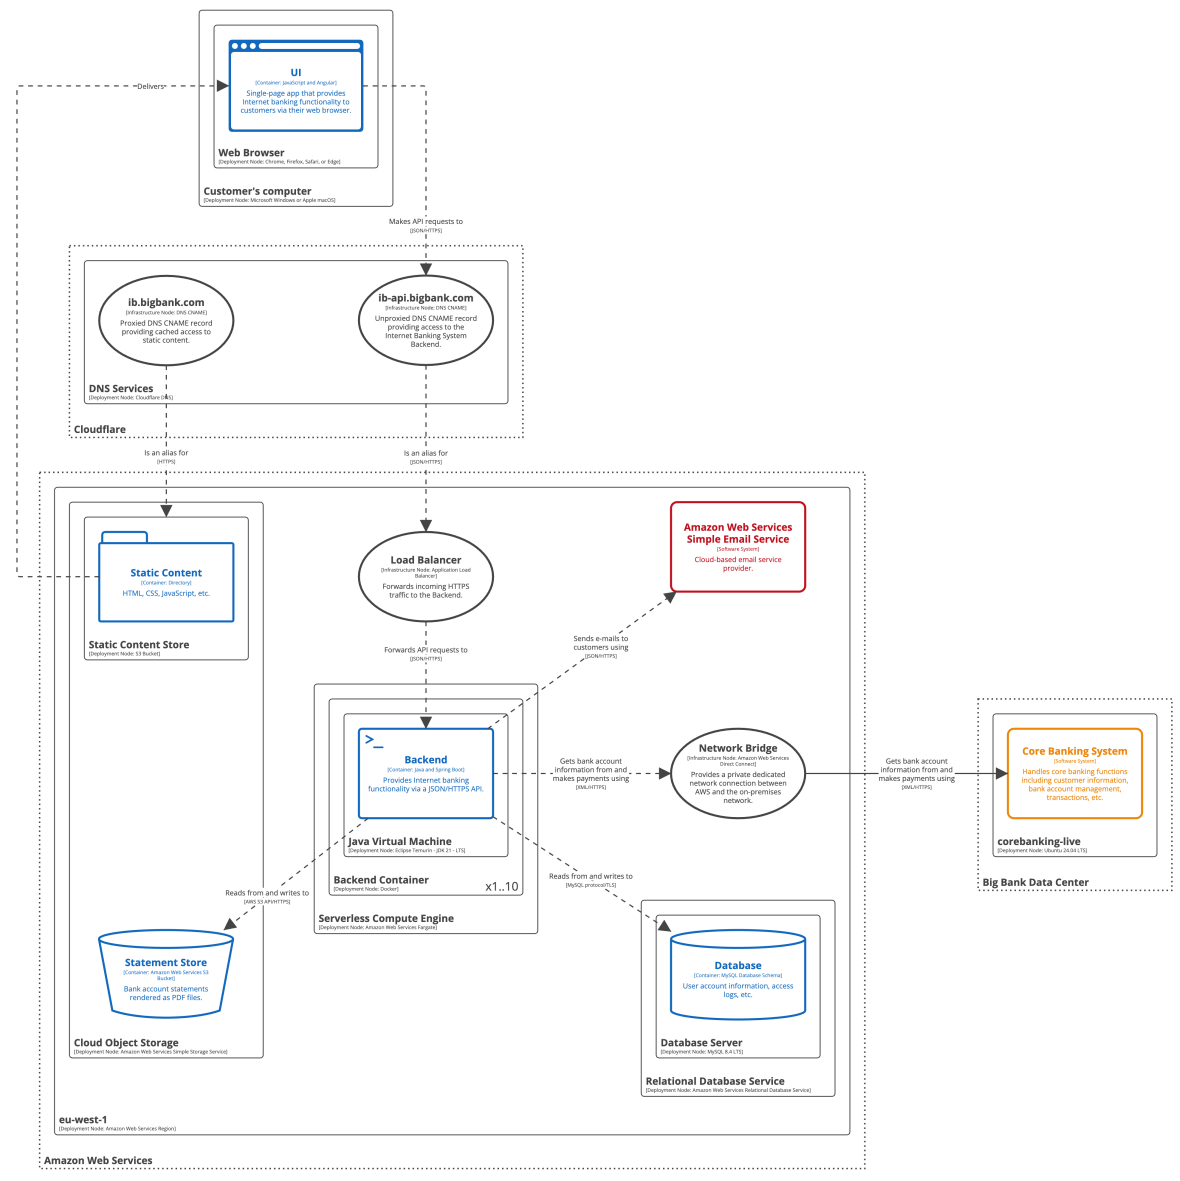 UI
[Container: JavaScript and Angular]
Single-page app that provides
Internet banking functionality to
customers via their web browser.
Web Browser
[Deployment Node: Chrome, Firefox, Safari, or Edge]
Customer's computer
[Deployment Node: Microsoft Windows or Apple macOS]
Delivers
Makes API requests to
[JSON/HTTPS]
ib.bigbank.com
[Infrastructure Node: DNS CNAME]
Proxied DNS CNAME record
providing cached access to
static content.
ib-api.bigbank.com
[Infrastructure Node: DNS CNAME]
Unproxied DNS CNAME record
providing access to the
Internet Banking System
Backend.
DNS Services
[Deployment Node: Cloudflare DNS]
Cloudflare
Is an alias for
[HTTPS]
Is an alias for
[JSON/HTTPS]
Static Content
[Container: Directory]
HTML, CSS, JavaScript, etc.
Static Content Store
[Deployment Node: S3 Bucket]
Load Balancer
[Infrastructure Node: Application Load
Balancer]
Forwards incoming HTTPS
traffic to the Backend.
Amazon Web Services
Simple Email Service
[Software System]
Cloud-based email service
provider.
Forwards API requests to
[JSON/HTTPS]
Sends e-mails to
customers using
[JSON/HTTPS]
Backend
[Container: Java and Spring Boot]
Provides Internet banking
functionality via a JSON/HTTPS API.
Java Virtual Machine
[Deployment Node: Eclipse Temurin - JDK 21 - LTS]
Backend Container
[Deployment Node: Docker]
x1..10
Serverless Compute Engine
[Deployment Node: Amazon Web Services Fargate]
Gets bank account
information from and
makes payments using
[XML/HTTPS]
Network Bridge
[Infrastructure Node: Amazon Web Services
Direct Connect]
Provides a private dedicated
network connection between
AWS and the on-premises
network.
Gets bank account
information from and
makes payments using
[XML/HTTPS]
Core Banking System
[Software System]
Handles core banking functions
including customer information,
bank account management,
transactions, etc.
corebanking-live
[Deployment Node: Ubuntu 24.04 LTS]
Big Bank Data Center
Reads from and writes to
[AWS S3 API/HTTPS]
Reads from and writes to
[MySQL protocol/TLS]
Statement Store
[Container: Amazon Web Services S3
Bucket]
Bank account statements
rendered as PDF files.
Cloud Object Storage
[Deployment Node: Amazon Web Services Simple Storage Service]
Database
[Container: MySQL Database Schema]
User account information, access
logs, etc.
Database Server
[Deployment Node: MySQL 8.4 LTS]
Relational Database Service
[Deployment Node: Amazon Web Services Relational Database Service]
eu-west-1
[Deployment Node: Amazon Web Services Region]
Amazon Web Services